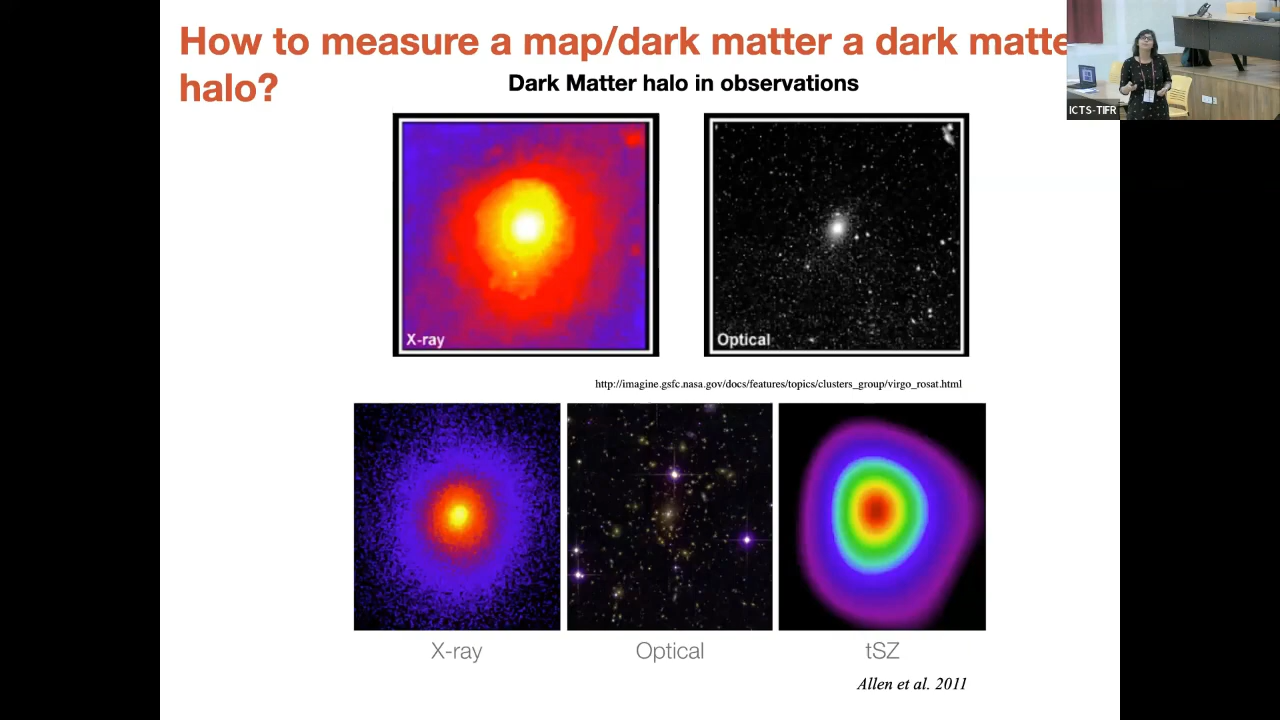 How to measure a map/dark matter a dark matte
halo?
Dark Matter halo in observations
ICTS-TIFR
X-ray
Optical
http://imagine.gsfc.nasa.gov/docs/features/topics/clusters_group/virgo_rosat.html
X-ray
Optical
tSZ
Allen et al. 2011